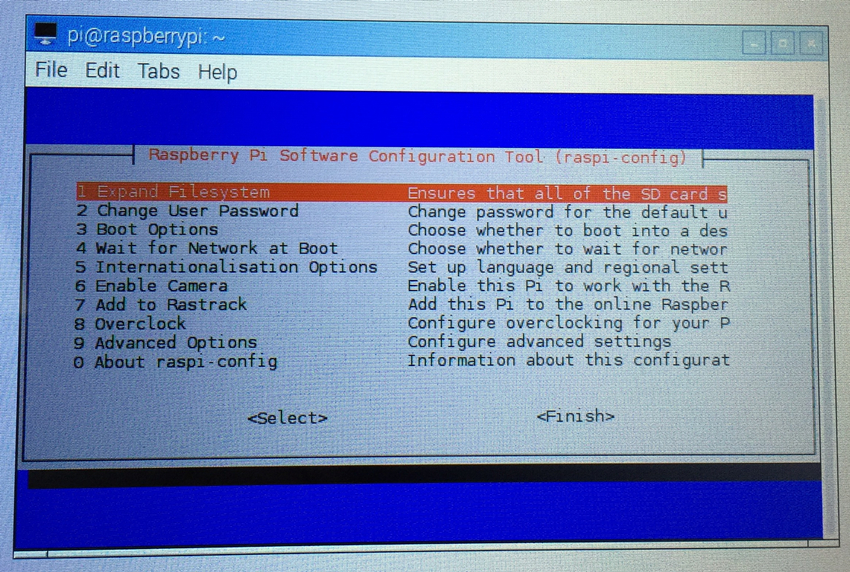 pi@raspberrypi: ~
File Edit Tabs Help
Raspberry Pi Software Configuration Tool (raspi-config)
1 Expand Filesystem Ensures that all of the SD card s
2 Change User Password Change password for the default u
3 Boot Options Choose whether to boot into a des
4 Wait for Network at Boot Choose whether to wait for networ
5 Internationalisation Options Set up language and regional sett
6 Enable Camera Enable this Pi to work with the R
7 Add to Rastrack Add this Pi to the online Raspber
8 Overclock Configure overclocking for your P
9 Advanced Options Configure advanced settings
0 About raspi-config Information about this configurat
<Select> <Finish>